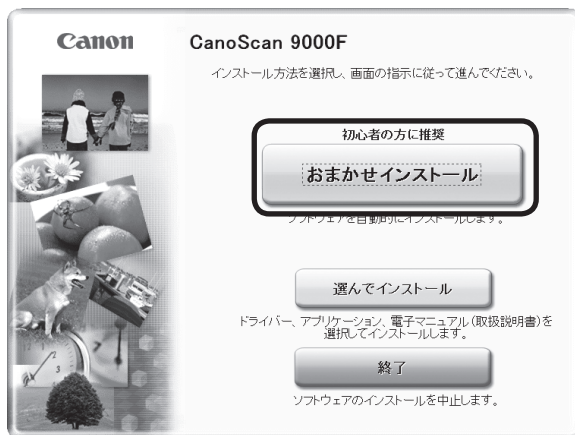 Canon
CanoScan 9000F
インストール方法を選択し、画面の指示に従って進んでください。
初心者の方に推奨
おまかせインストール
ソフトウェアを自動的にインストールします。
選んでインストール
ドライバー、アプリケーション、電子マニュアル（取扱説明書）を
選択してインストールします。
終了
ソフトウェアのインストールを中止します。